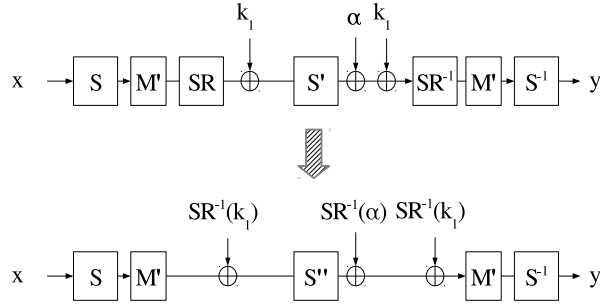 k₁ α k₁
x S M' SR S' SR⁻¹ M' S⁻¹ y
SR⁻¹(k₁) SR⁻¹(α) SR⁻¹(k₁)
x S M' S'' M' S⁻¹ y